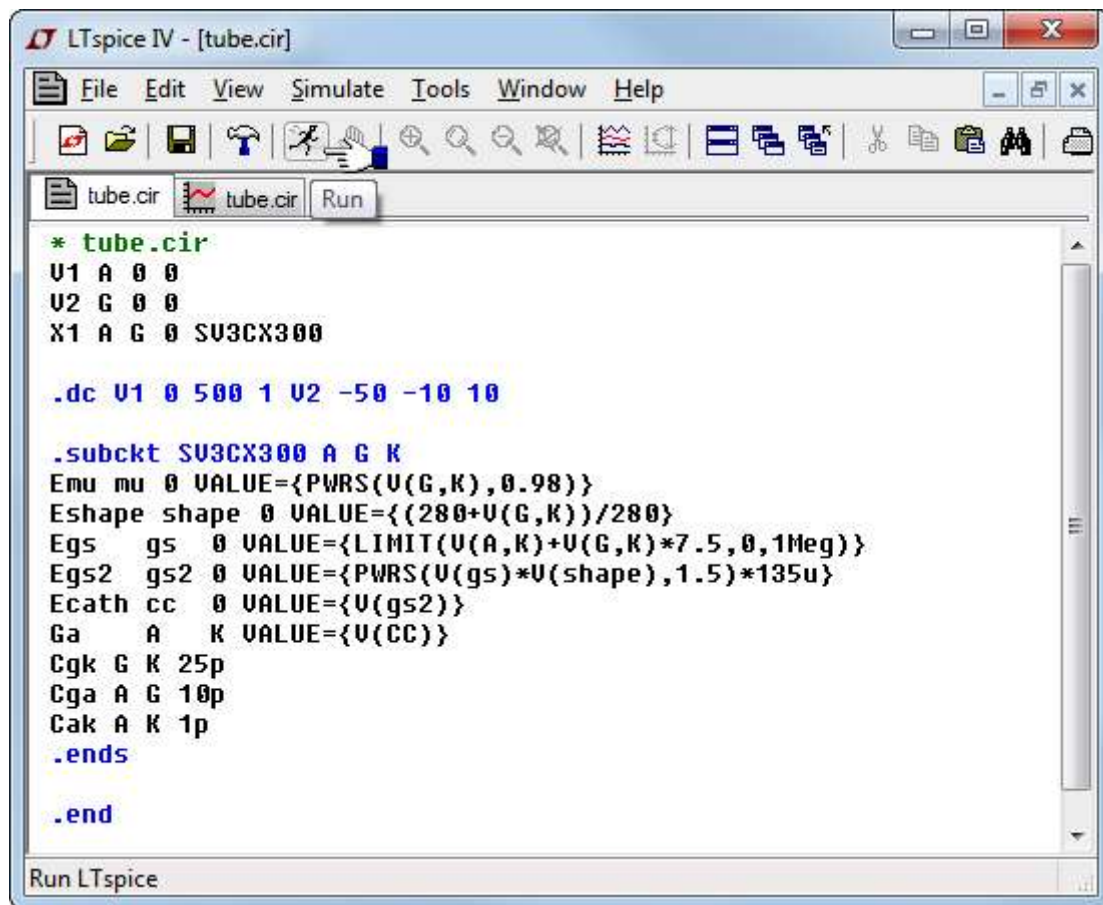 LTspice IV - [tube.cir]
File Edit View Simulate Tools Window Help
tube.cir tube.cir Run
* tube.cir
V1 A 0 0
V2 G 0 0
X1 A G 0 SV3CX300
.dc V1 0 500 1 V2 -50 -10 10
.subckt SV3CX300 A G K
Emu mu 0 VALUE={PWRS(V(G,K),0.98)}
Eshape shape 0 VALUE={(280+V(G,K))/280}
Egs gs 0 VALUE={LIMIT(V(A,K)+V(G,K)*7.5,0,1Meg)}
Egs2 gs2 0 VALUE={PWRS(V(gs)*V(shape),1.5)*135u}
Ecath cc 0 VALUE={V(gs2)}
Ga A K VALUE={V(CC)}
Cgk G K 25p
Cga A G 10p
Cak A K 1p
.ends
.end
Run LTspice